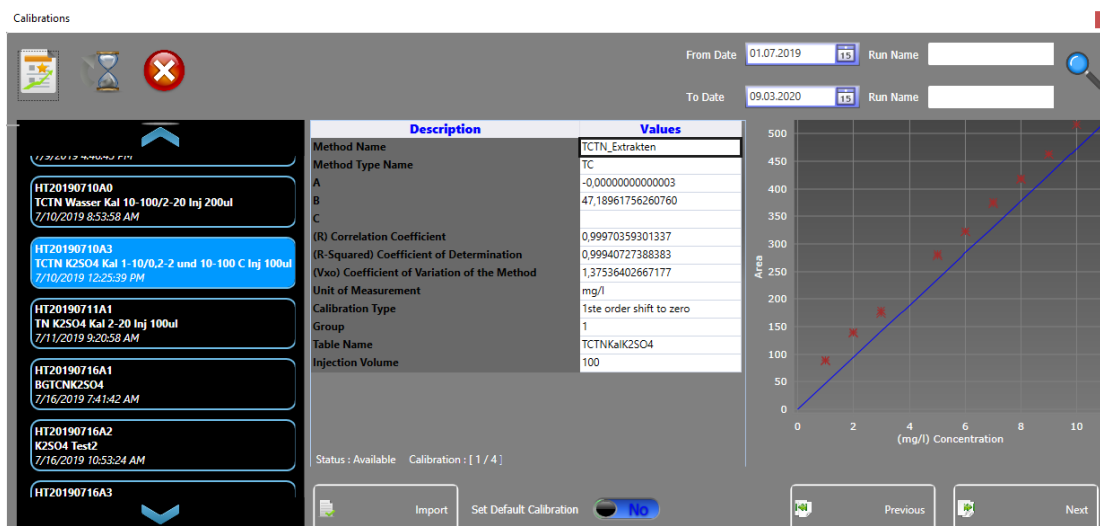 Calibrations
From Date 01.07.2019 15 Run Name
To Date 09.03.2020 15 Run Name
7/9/2019 4:46:45 PM
HT20190710A0
TCTN Wasser Kal 10-100/2-20 Inj 200ul
7/10/2019 8:53:58 AM
HT20190710A3
TCTN K2SO4 Kal 1-10/0,2-2 und 10-100 C Inj 100ul
7/10/2019 12:25:39 PM
HT20190711A1
TN K2SO4 Kal 2-20 Inj 100ul
7/11/2019 9:20:58 AM
HT20190716A1
BGTCNK2SO4
7/16/2019 7:41:42 AM
HT20190716A2
K2SO4 Test2
7/16/2019 10:53:24 AM
HT20190716A3
Description Values
Method Name TCTN_Extrakten
Method Type Name TC
A -0,00000000000003
B 47,18961756260760
C
(R) Correlation Coefficient 0,99970359301337
(R-Squared) Coefficient of Determination 0,99940727388383
(Vxo) Coefficient of Variation of the Method 1,37536402667177
Unit of Measurement mg/l
Calibration Type 1ste order shift to zero
Group 1
Table Name TCTNKalK2SO4
Injection Volume 100
Status : Available Calibration : [ 1 / 4 ]
Import Set Default Calibration No
500
450
400
350
300
250
200
150
100
50
0
Area
0 2 4 6 8 10
(mg/l) Concentration
Previous Next